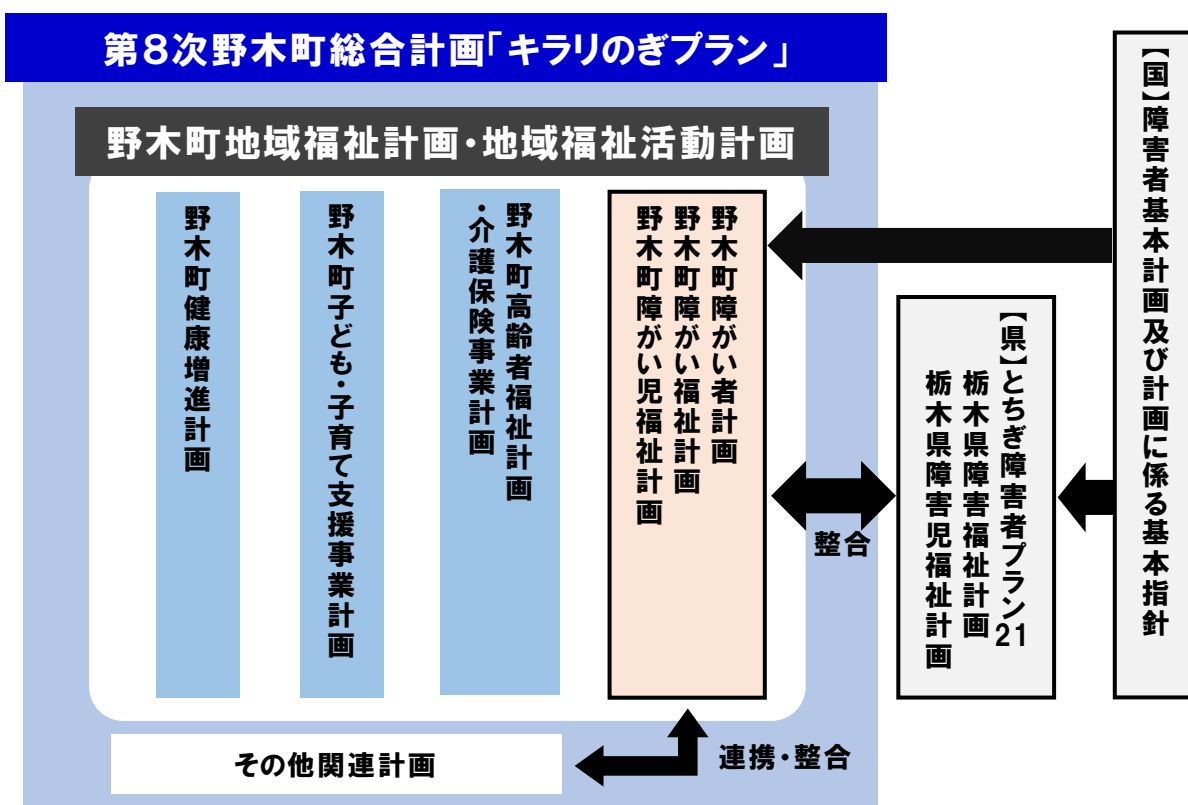 第8次野木町総合計画「キラリのぎプラン」
野木町地域福祉計画・地域福祉活動計画
野木町健康増進計画
野木町子ども・子育て支援事業計画
野木町高齢者福祉計画
・介護保険事業計画
野木町障がい者計画
野木町障がい福祉計画
野木町障がい児福祉計画
整合
【県】とちぎ障害者プラン21
栃木県障害福祉計画
栃木県障害児福祉計画
【国】障害者基本計画及び計画に係る基本指針
その他関連計画
連携・整合